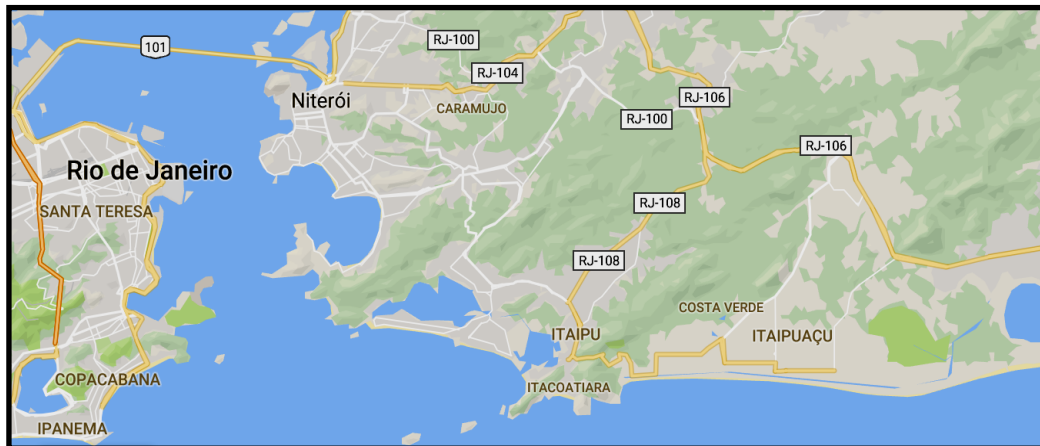 101
RJ-100
RJ-104
Niterói
CARAMUJO
RJ-106
RJ-100
RJ-106
Rio de Janeiro
SANTA TERESA
RJ-108
RJ-108
COSTA VERDE
ITAIPU
ITAIPUAÇU
COPACABANA
ITACOATIARA
IPANEMA